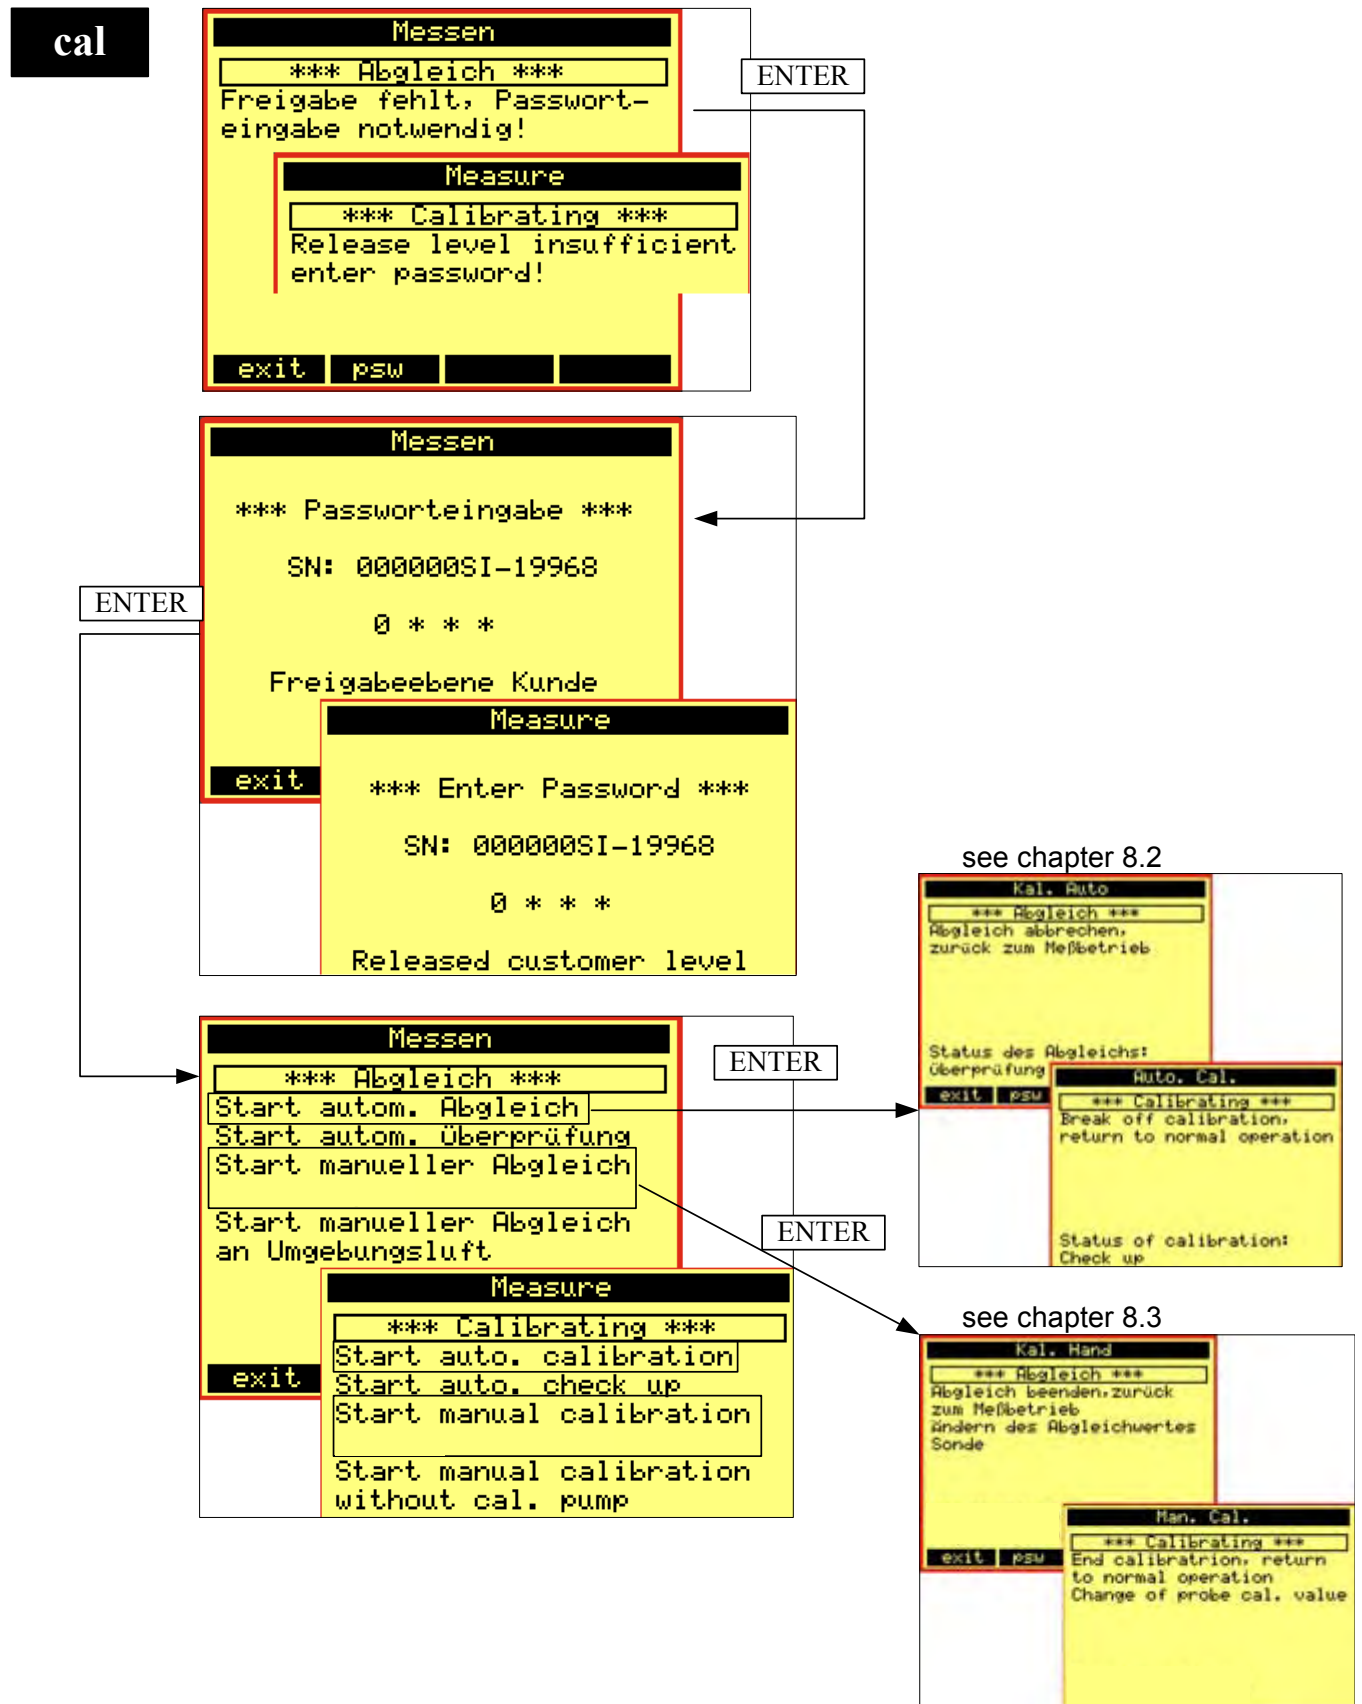 cal
Messen
*** Abgleich ***
Freigabe fehlt, Passwort-
eingabe notwendig!
ENTER
Measure
*** Calibrating ***
Release level insufficient
enter password!
exit psw
Messen
*** Passworteingabe ***
SN: 000000SI-19968
0 * * *
Freigabeebene Kunde
exit
ENTER
Measure
*** Enter Password ***
SN: 000000SI-19968
0 * * *
Released customer level
Messen
*** Abgleich ***
Start autom. Abgleich
Start autom. überprüfung
Start manueller Abgleich
Start manueller Abgleich
an Umgebungsluft
exit
ENTER
ENTER
Measure
*** Calibrating ***
Start auto. calibration
Start auto. check up
Start manual calibration
Start manual calibration
without cal. pump
see chapter 8.2
Kal. Auto
*** Abgleich ***
Abgleich abbrechen,
zurück zum Meßbetrieb
Status des Abgleichs:
überprüfung
exit psw
Auto. Cal.
*** Calibrating ***
Break off calibration,
return to normal operation
Status of calibration:
Check up
see chapter 8.3
Kal. Hand
*** Abgleich ***
Abgleich beenden,zurück
zum Meßbetrieb
ändern des Abgleichwertes
Sonde
exit psw
Man. Cal.
*** Calibrating ***
End calibratrion, return
to normal operation
Change of probe cal. value